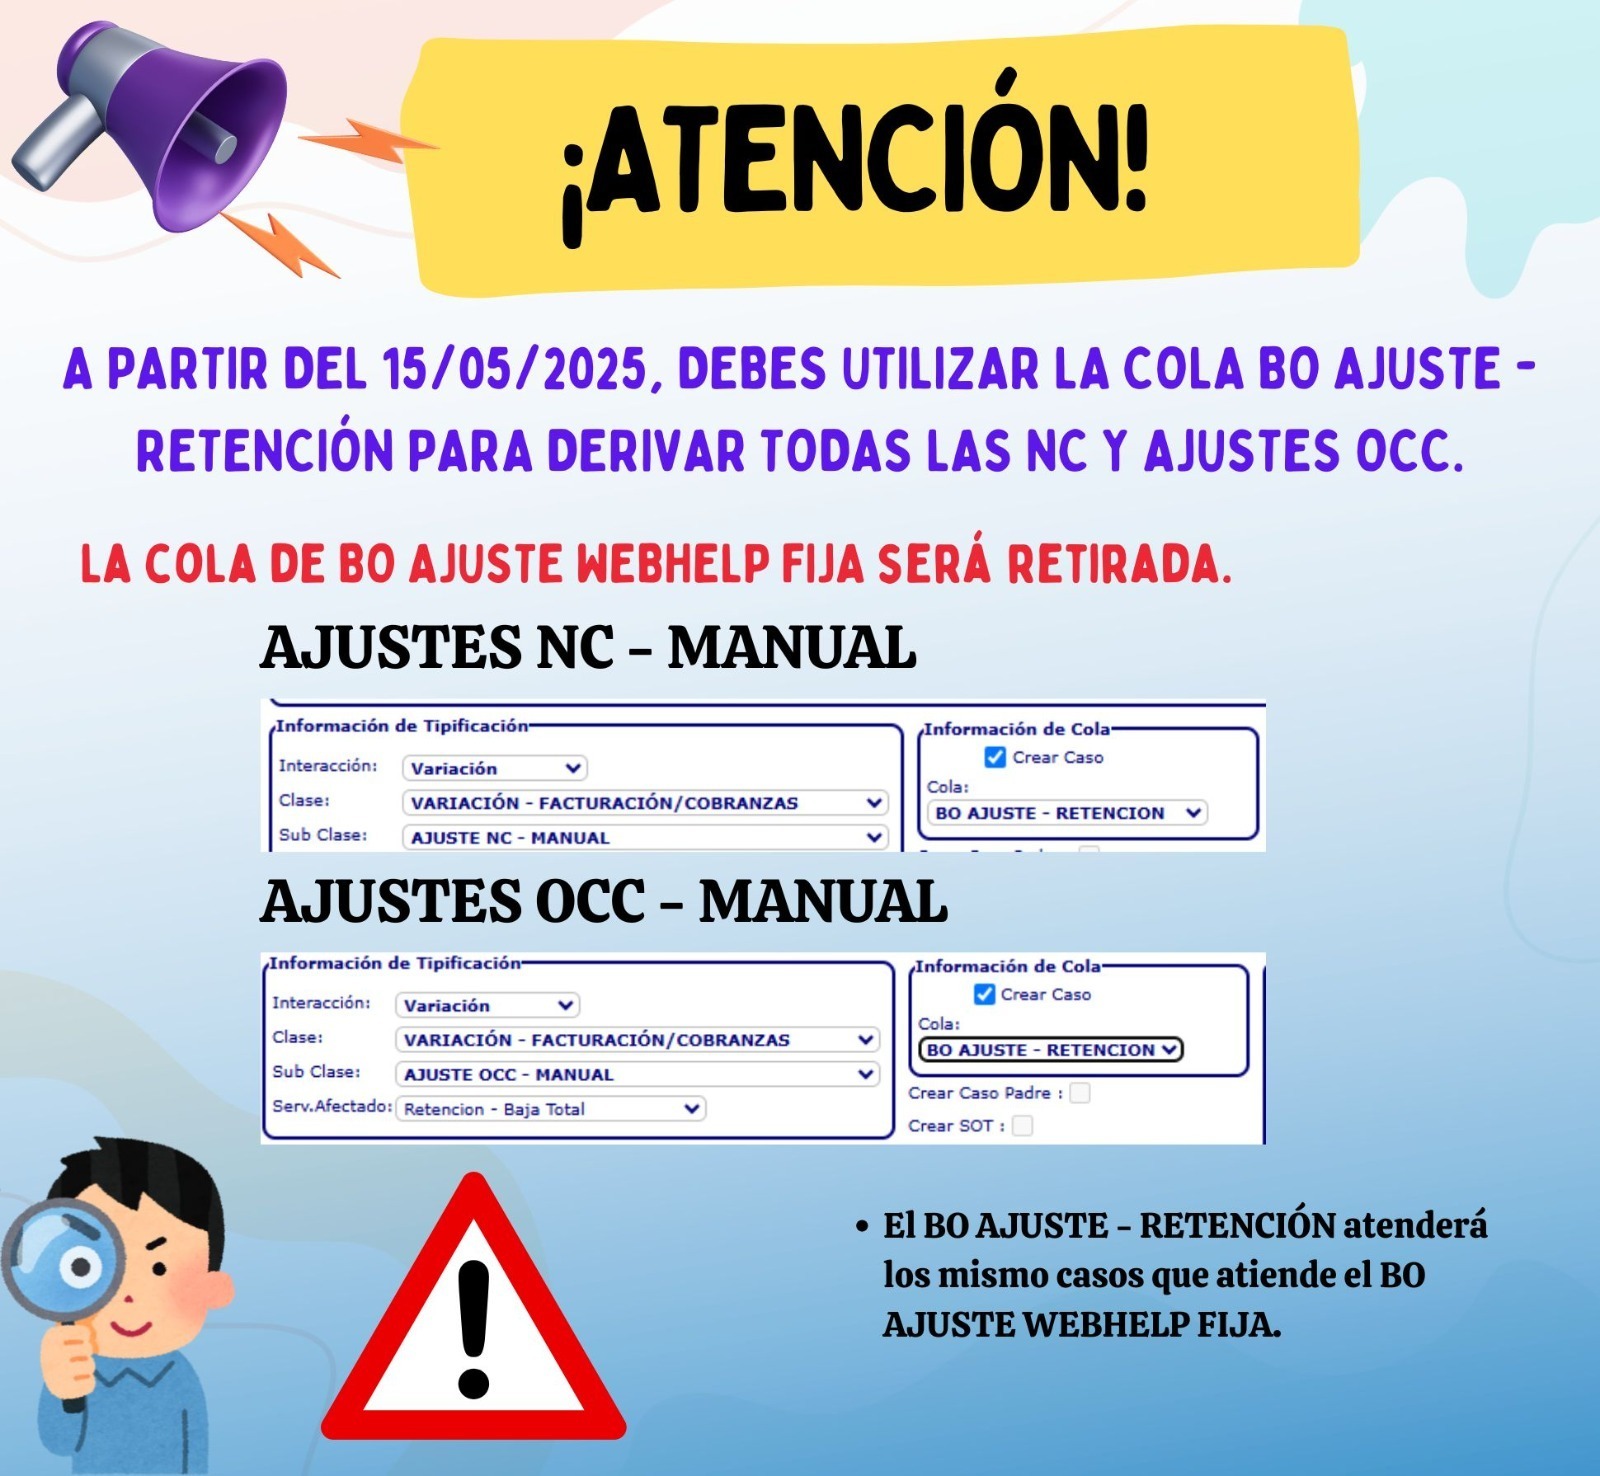 ¡ATENCIÓN!
A PARTIR DEL 15/05/2025, DEBES UTILIZAR LA COLA BO AJUSTE -
RETENCIÓN PARA DERIVAR TODAS LAS NC Y AJUSTES OCC.
LA COLA DE BO AJUSTE WEBHELP FIJA SERÁ RETIRADA.
AJUSTES NC - MANUAL
Información de Tipificación
Interacción: Variación
Clase: VARIACIÓN - FACTURACIÓN/COBRANZAS
Sub Clase: AJUSTE NC - MANUAL
Información de Cola
Crear Caso
Cola:
BO AJUSTE - RETENCION
AJUSTES OCC - MANUAL
Información de Tipificación
Interacción: Variación
Clase: VARIACIÓN - FACTURACIÓN/COBRANZAS
Sub Clase: AJUSTE OCC - MANUAL
Serv.Afectado: Retencion - Baja Total
Información de Cola
Crear Caso
Cola:
BO AJUSTE - RETENCION
Crear Caso Padre :
Crear SOT :
• El BO AJUSTE - RETENCIÓN atenderá
los mismo casos que atiende el BO
AJUSTE WEBHELP FIJA.